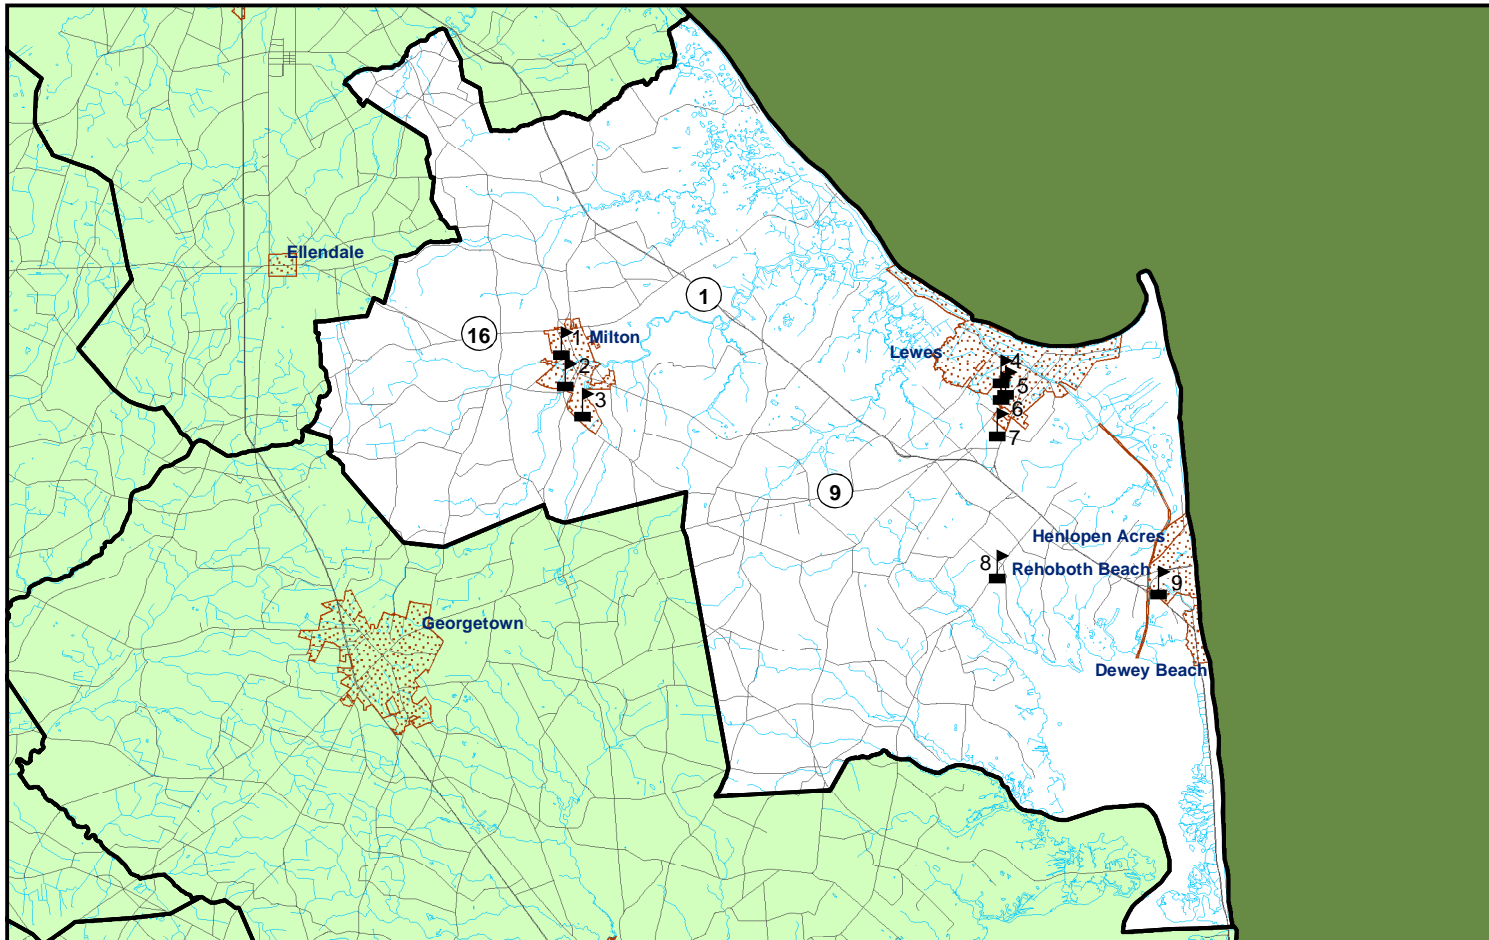 Ellendale
1
16
1
Milton
2
3
Lewes
4
5
6
7
9
Henlopen Acres
8
Rehoboth Beach
9
Georgetown
Dewey Beach